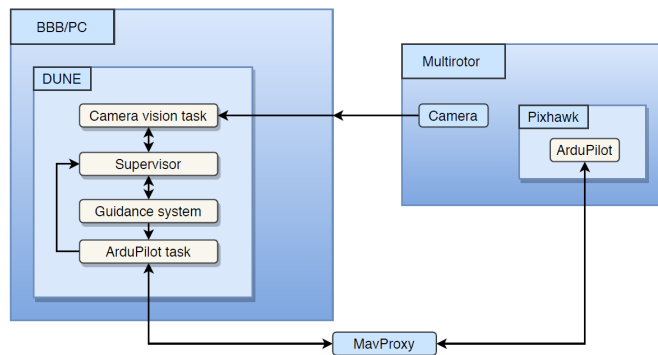 BBB/PC
DUNE
Camera vision task
Supervisor
Guidance system
ArduPilot task
Multirotor
Camera
Pixhawk
ArduPilot
MavProxy